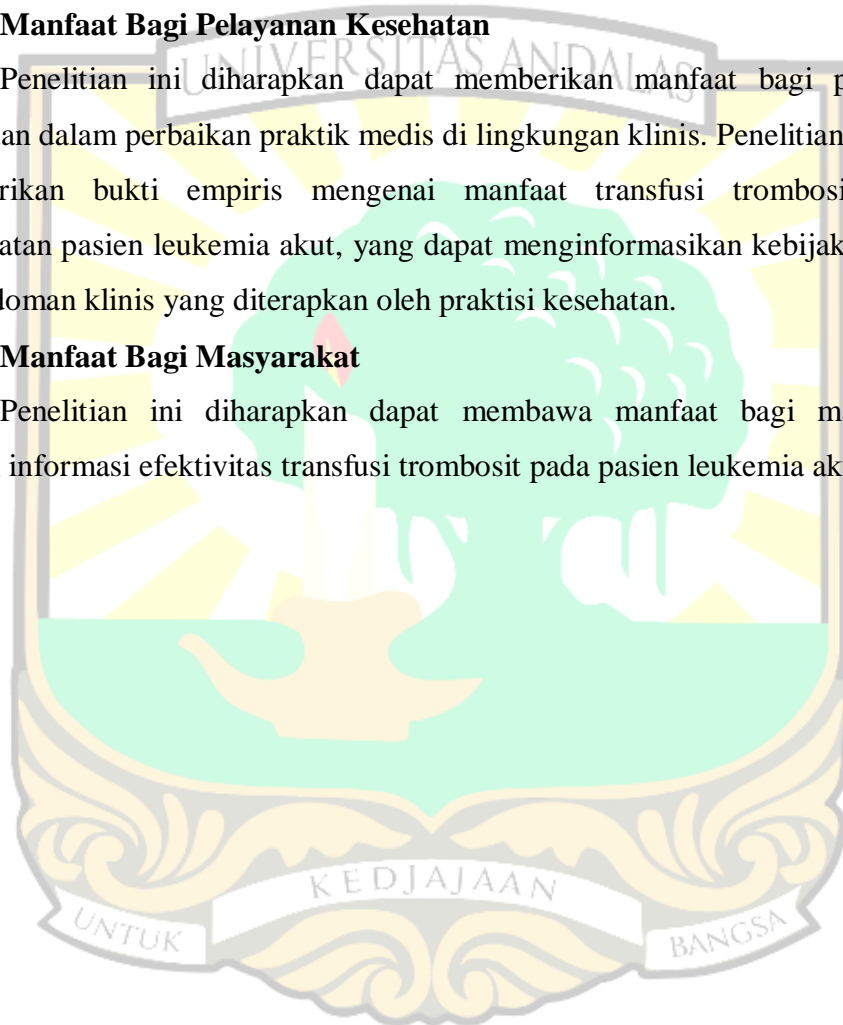 Manfaat Bagi Pelayanan Kesehatan
UNIVERSITAS ANDALAS
Penelitian ini diharapkan dapat memberikan manfaat bagi p
an dalam perbaikan praktik medis di lingkungan klinis. Penelitian
rikan bukti empiris mengenai manfaat transfusi trombosi
atan pasien leukemia akut, yang dapat menginformasikan kebijak
loman klinis yang diterapkan oleh praktisi kesehatan.
Manfaat Bagi Masyarakat
Penelitian ini diharapkan dapat membawa manfaat bagi ma
informasi efektivitas transfusi trombosit pada pasien leukemia ak
KEDJAJAAN
UNTUK BANGSA